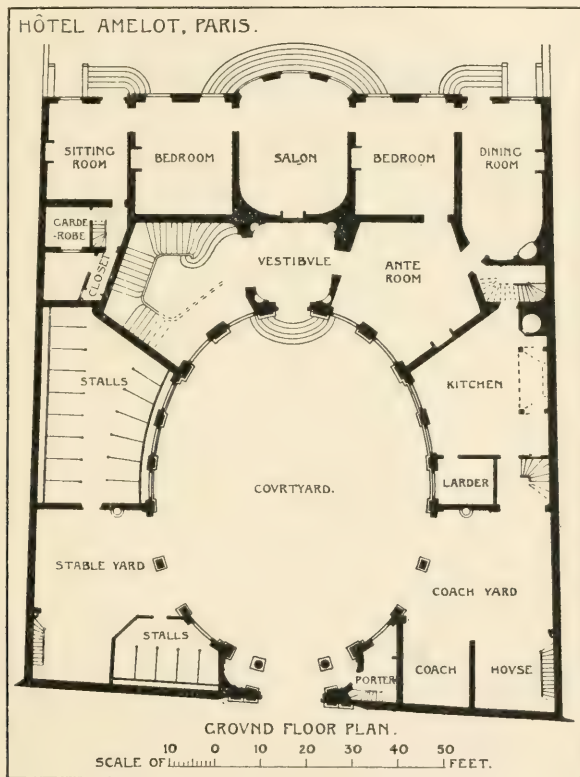 HÔTEL AMELOT, PARIS.
SITTING
ROOM
BEDROOM
SALON
BEDROOM
DINING
ROOM
GARDE
-ROBE
CLOSET
VESTIBVLE
ANTE
ROOM
STALLS
KITCHEN
LARDER
COVRTYARD.
STABLE YARD
COACH YARD
STALLS
PORTER
COACH
HOVSE
GROVND FLOOR PLAN.
10 0 10 20 30 40 50
SCALE OF FEET.